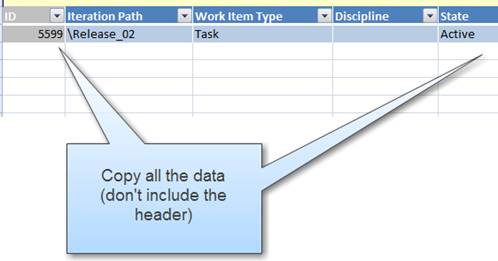 ID Iteration Path Work Item Type Discipline State
5599 \Release_02 Task Active
Copy all the data
(don't include the
header)